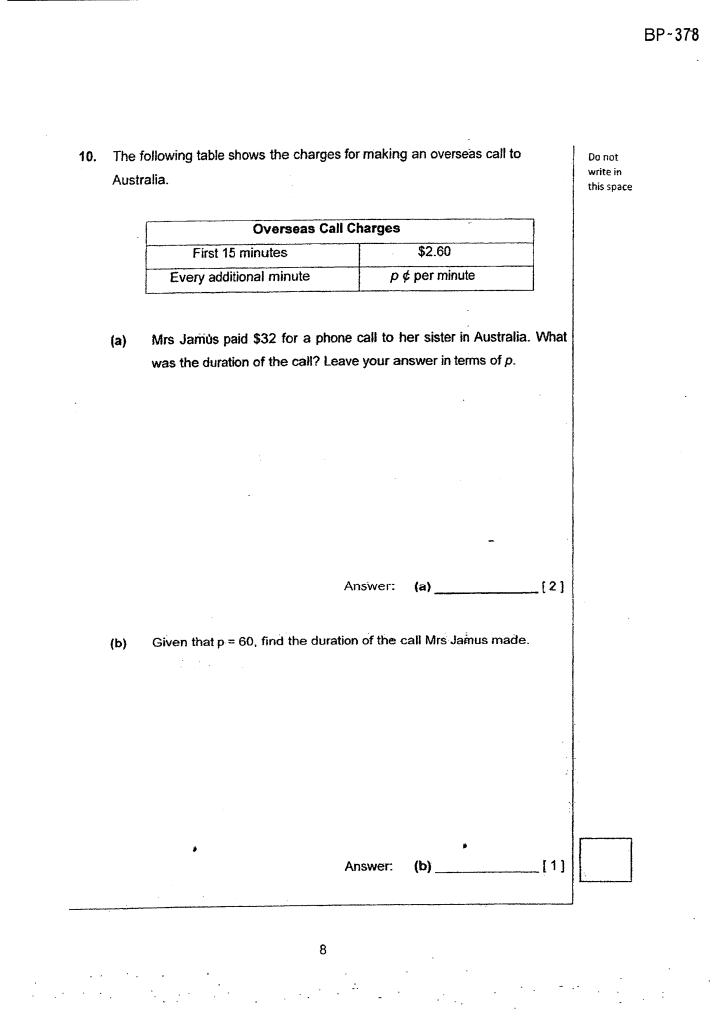 BP-378
10. The following table shows the charges for making an overseas call to
Australia.
Do not
write in
this space
Overseas Call Charges
First 15 minutes $2.60
Every additional minute p ¢ per minute
(a) Mrs Jamus paid $32 for a phone call to her sister in Australia. What
was the duration of the call? Leave your answer in terms of p.
Answer: (a) ____________ [ 2 ]
(b) Given that p = 60, find the duration of the call Mrs Jamus made.
Answer: (b) ____________ [ 1 ]
8